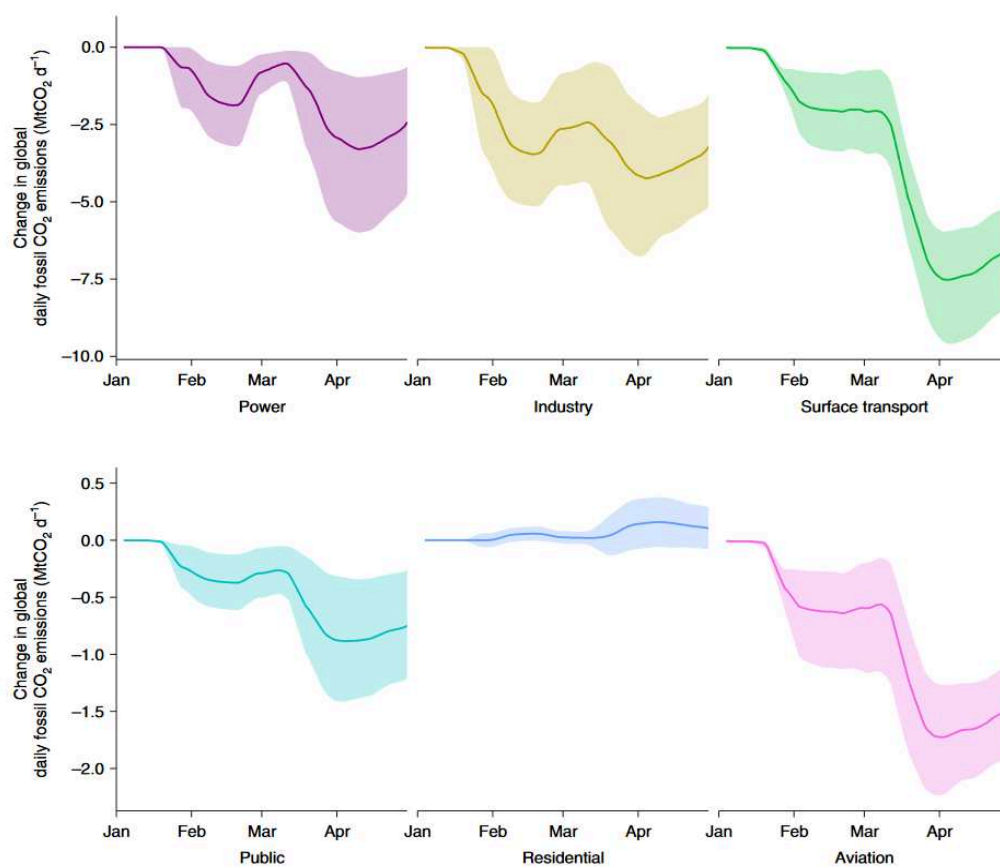 Change in global
daily fossil CO₂ emissions (MtCO₂ d⁻¹)
0.0
−2.5
−5.0
−7.5
−10.0
Jan Feb Mar Apr Jan Feb Mar Apr Jan Feb Mar Apr
Power Industry Surface transport
Change in global
daily fossil CO₂ emissions (MtCO₂ d⁻¹)
0.5
0.0
−0.5
−1.0
−1.5
−2.0
Jan Feb Mar Apr Jan Feb Mar Apr Jan Feb Mar Apr
Public Residential Aviation